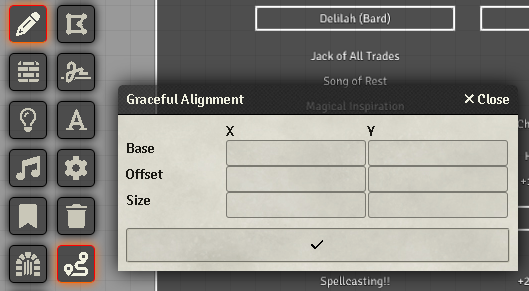 Delilah (Bard)
Jack of All Trades
Song of Rest
Magical Inspiration
Graceful Alignment
Close
X Y
Base
Offset
Size
Spellcasting!!